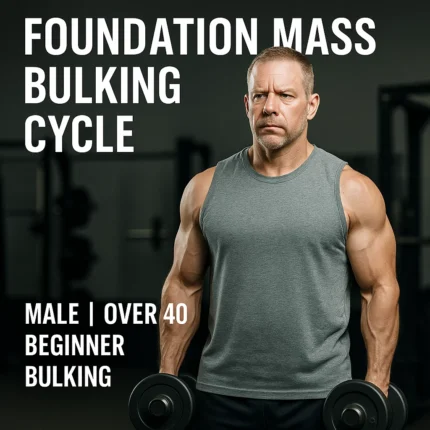 FOUNDATION MASS
BULKING
CYCLE
MALE | OVER 40
BEGINNER
BULKING